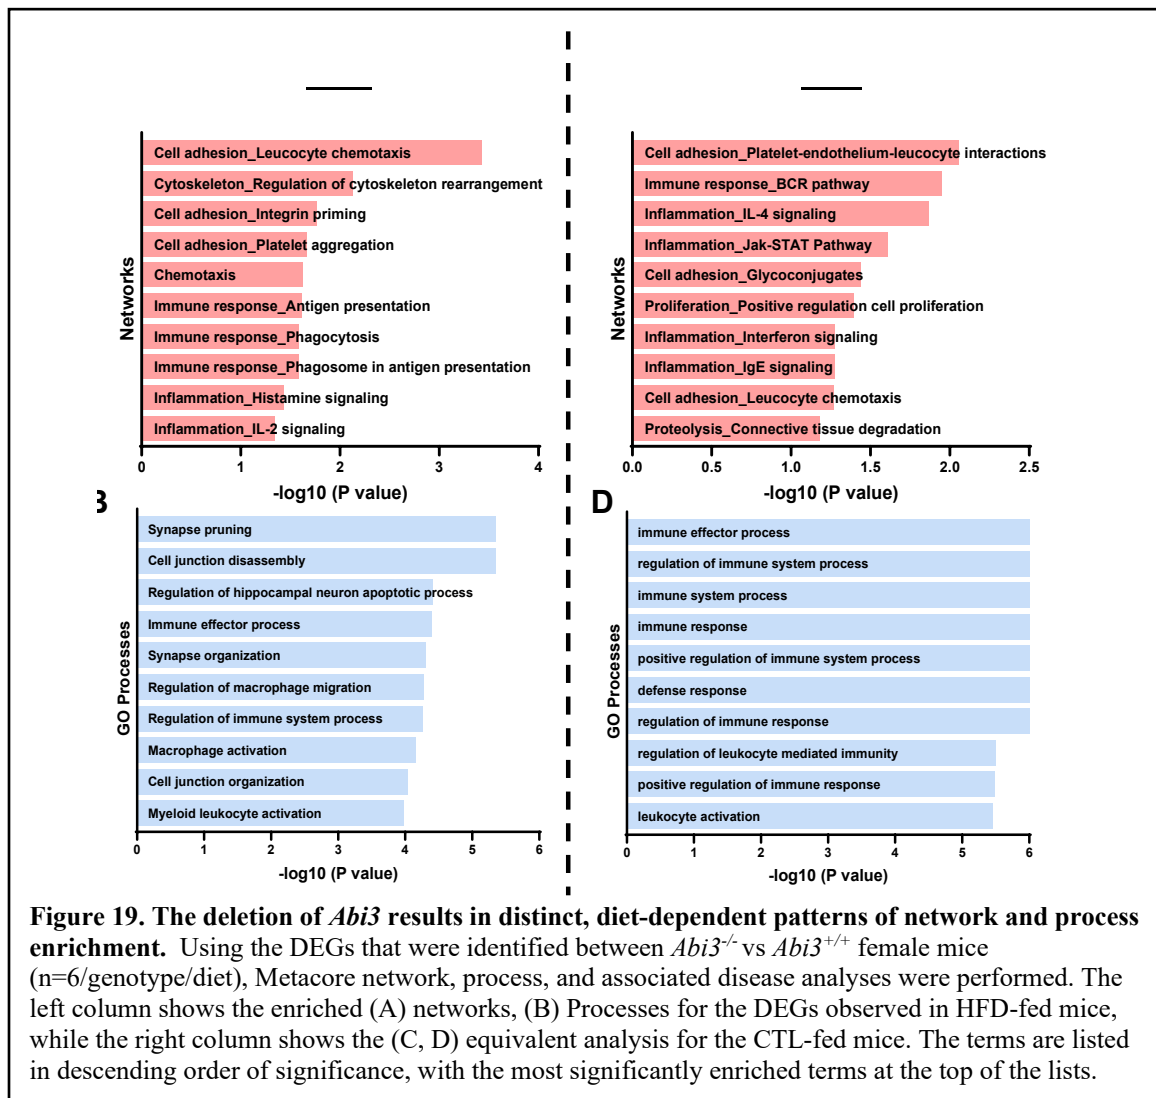 Networks
Cell adhesion_Leucocyte chemotaxis
Cytoskeleton_Regulation of cytoskeleton rearrangement
Cell adhesion_Integrin priming
Cell adhesion_Platelet aggregation
Chemotaxis
Immune response_Antigen presentation
Immune response_Phagocytosis
Immune response_Phagosome in antigen presentation
Inflammation_Histamine signaling
Inflammation_IL-2 signaling
0 1 2 3 4
-log10 (P value)
Networks
Cell adhesion_Platelet-endothelium-leucocyte interactions
Immune response_BCR pathway
Inflammation_IL-4 signaling
Inflammation_Jak-STAT Pathway
Cell adhesion_Glycoconjugates
Proliferation_Positive regulation cell proliferation
Inflammation_Interferon signaling
Inflammation_IgE signaling
Cell adhesion_Leucocyte chemotaxis
Proteolysis_Connective tissue degradation
0.0 0.5 1.0 1.5 2.0 2.5
-log10 (P value)
B
GO Processes
Synapse pruning
Cell junction disassembly
Regulation of hippocampal neuron apoptotic process
Immune effector process
Synapse organization
Regulation of macrophage migration
Regulation of immune system process
Macrophage activation
Cell junction organization
Myeloid leukocyte activation
0 1 2 3 4 5 6
-log10 (P value)
D
GO Processes
immune effector process
regulation of immune system process
immune system process
immune response
positive regulation of immune system process
defense response
regulation of immune response
regulation of leukocyte mediated immunity
positive regulation of immune response
leukocyte activation
0 1 2 3 4 5 6
-log10 (P value)
Figure 19. The deletion of Abi3 results in distinct, diet-dependent patterns of network and process
enrichment. Using the DEGs that were identified between Abi3-/- vs Abi3+/+ female mice
(n=6/genotype/diet), Metacore network, process, and associated disease analyses were performed. The
left column shows the enriched (A) networks, (B) Processes for the DEGs observed in HFD-fed mice,
while the right column shows the (C, D) equivalent analysis for the CTL-fed mice. The terms are listed
in descending order of significance, with the most significantly enriched terms at the top of the lists.